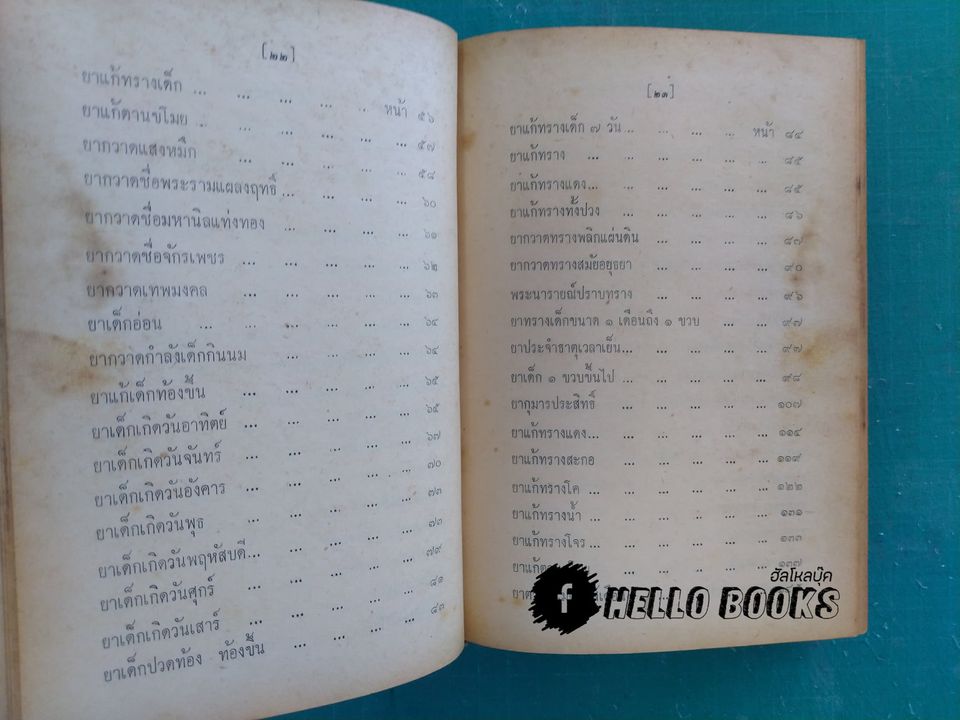 [๒๒]
ยาแก้ทรางเด็ก ... ... ... ... ... หน้า ๕๖
ยาแก้ตานขโมย ... ... ... ... ... ๕๗
ยากวาดแสงหมึก ... ... ... ... ... ๕๘
ยากวาดชื่อพระรามแผลงฤทธิ์ ... ... ... ... ๖๐
ยากวาดชื่อมหานิลแท่งทอง ... ... ... ... ๖๑
ยากวาดชื่อจักรเพชร ... ... ... ... ... ๖๒
ยากวาดเทพมงคล ... ... ... ... ... ๖๓
ยาเด็กอ่อน ... ... ... ... ... ... ๖๔
ยากวาดกำลังเด็กกินนม ... ... ... ... ๖๔
ยาแก้เด็กท้องขึ้น ... ... ... ... ... ๖๕
ยาเด็กเกิดวันอาทิตย์ ... ... ... ... ... ๖๕
ยาเด็กเกิดวันจันทร์ ... ... ... ... ... ๖๗
ยาเด็กเกิดวันอังคาร ... ... ... ... ... ๗๐
ยาเด็กเกิดวันพุธ ... ... ... ... ... ๗๓
ยาเด็กเกิดวันพฤหัสบดี... ... ... ... ... ๗๓
ยาเด็กเกิดวันศุกร์ ... ... ... ... ... ๗๙
ยาเด็กเกิดวันเสาร์ ... ... ... ... ... ๘๑
ยาเด็กปวดท้อง ท้องขึ้น ... ... ... ... ๘๓
[๒๓]
ยาแก้ทรางเด็ก ๗ วัน... ... ... ... หน้า ๘๔
ยาแก้ทราง ... ... ... ... ... ... ๘๕
ยาแก้ทรางแดง... ... ... ... ... ... ๘๕
ยาแก้ทรางทั้งปวง ... ... ... ... ... ๘๖
ยากวาดทรางพลิกแผ่นดิน ... ... ... ... ๘๗
ยากวาดทรางสมัยอยุธยา ... ... ... ... ๙๐
พระนารายณ์ปราบทราง ... ... ... ... ๙๖
ยาทรางเด็กขนาด ๑ เดือนถึง ๑ ขวบ ... ... ๙๗
ยาประจำธาตุเวลาเย็น... ... ... ... ... ๙๗
ยาเด็ก ๑ ขวบขึ้นไป ... ... ... ... ... ๙๘
ยากุมารประสิทธิ์ ... ... ... ... ... ๑๐๗
ยาแก้ทรางแดง... ... ... ... ... ... ๑๑๔
ยาแก้ทรางสะกอ ... ... ... ... ... ๑๑๙
ยาแก้ทรางโค ... ... ... ... ... ... ๑๒๒
ยาแก้ทรางน้ำ ... ... ... ... ... ... ๑๓๑
ยาแก้ทรางโจร ... ... ... ... ... ... ๑๓๓
ยาแก้ ๑๓๗
ฮัลโหลบุ๊ค
f HELLO BOOKS